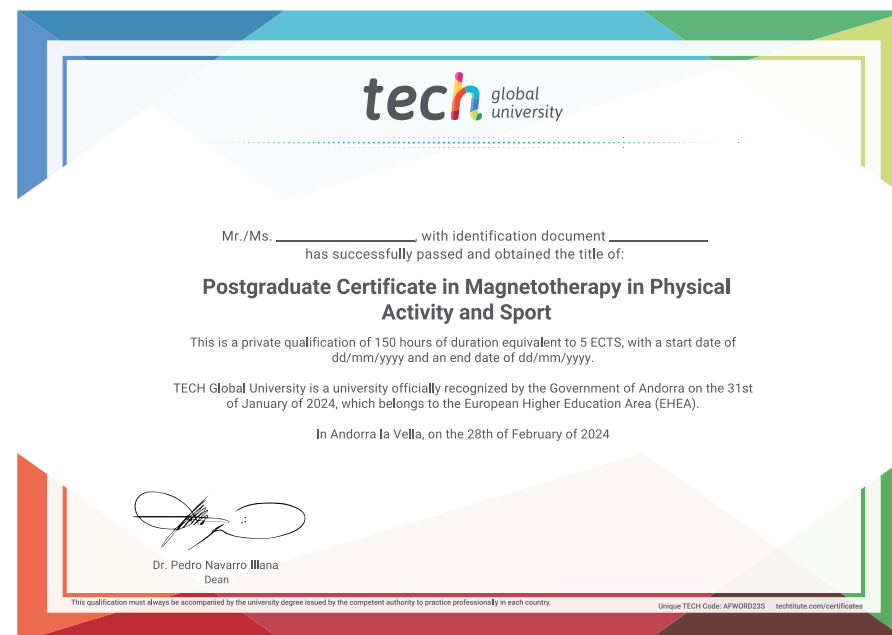 tech global university
Mr./Ms. ____________________, with identification document ______________
has successfully passed and obtained the title of:
Postgraduate Certificate in Magnetotherapy in Physical
Activity and Sport
This is a private qualification of 150 hours of duration equivalent to 5 ECTS, with a start date of
dd/mm/yyyy and an end date of dd/mm/yyyy.
TECH Global University is a university officially recognized by the Government of Andorra on the 31st
of January of 2024, which belongs to the European Higher Education Area (EHEA).
In Andorra la Vella, on the 28th of February of 2024
Dr. Pedro Navarro Illana
Dean
This qualification must always be accompanied by the university degree issued by the competent authority to practice professionally in each country.
Unique TECH Code: AFWORD23S techtitute.com/certificates